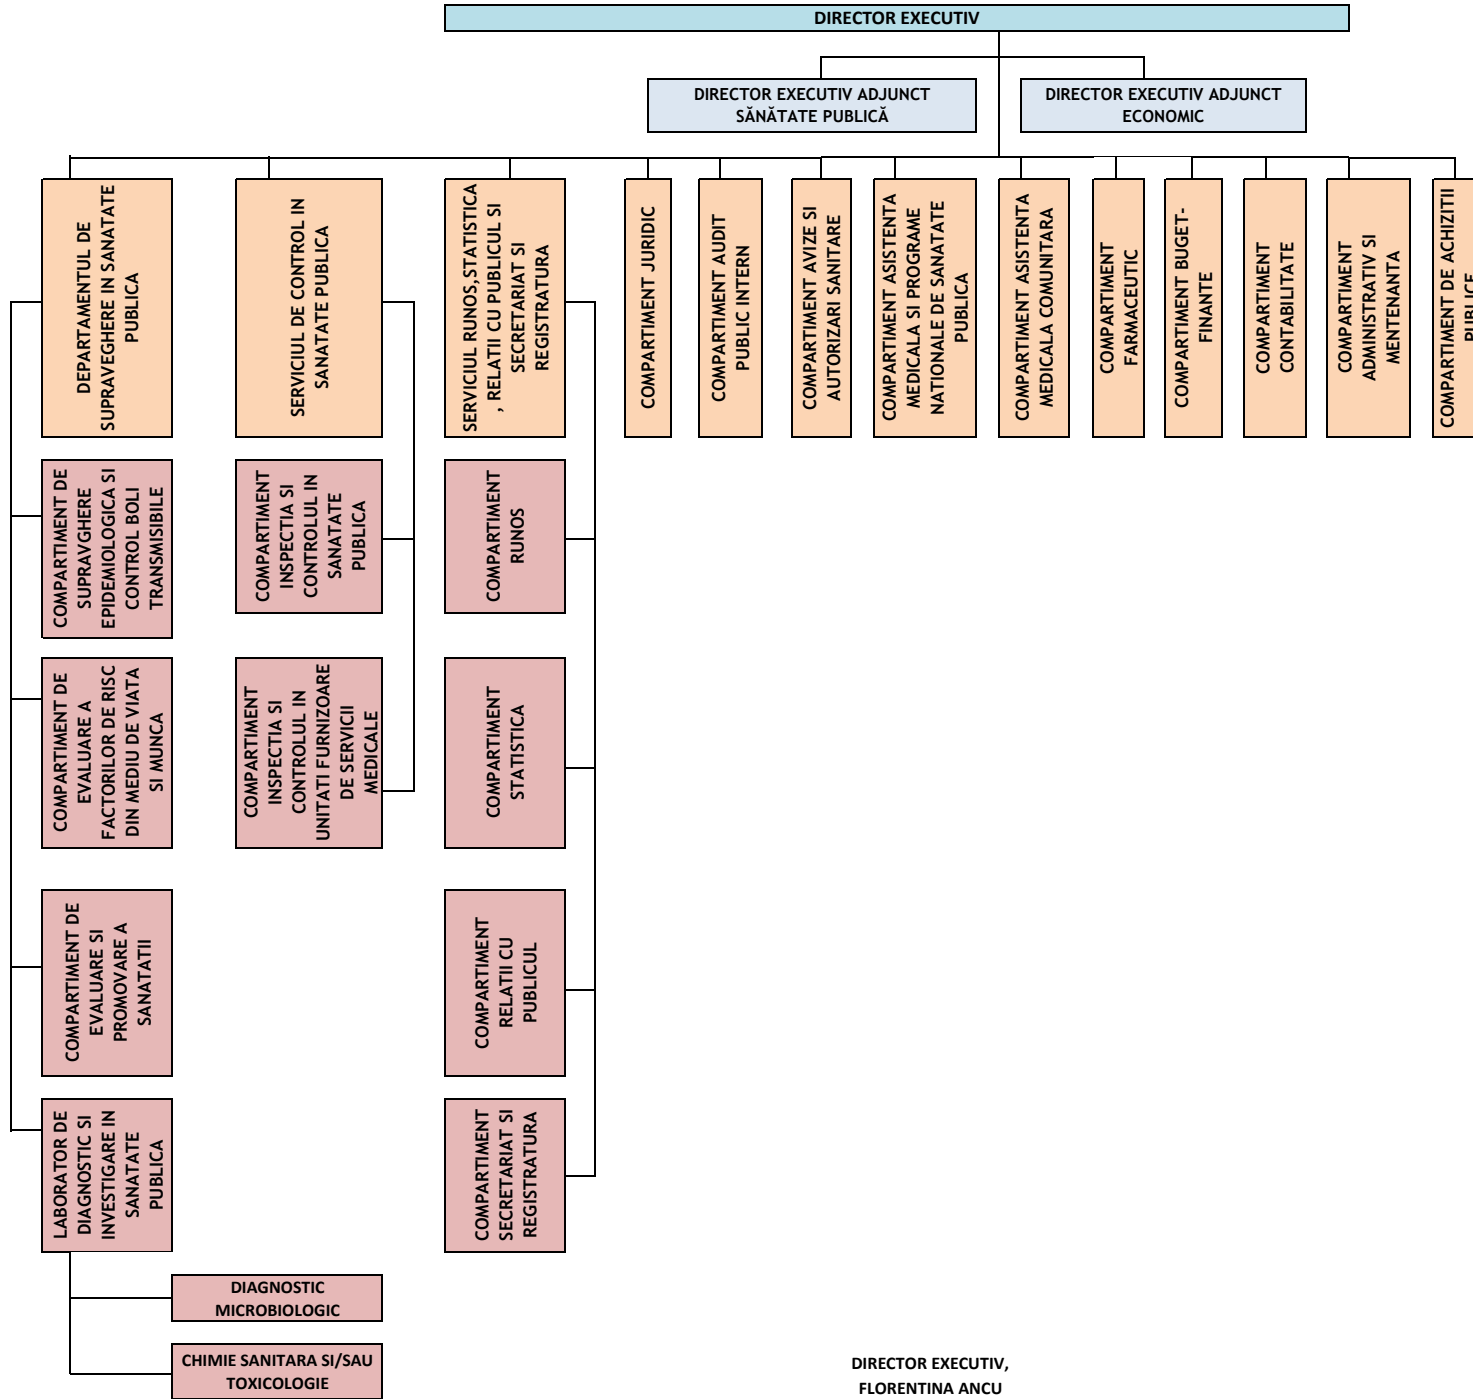 DIRECTOR EXECUTIV
DIRECTOR EXECUTIV ADJUNCT
SĂNĂTATE PUBLICĂ
DIRECTOR EXECUTIV ADJUNCT
ECONOMIC
DEPARTAMENTUL DE
SUPRAVEGHERE IN SANATATE
PUBLICA
SERVICIUL DE CONTROL IN
SANATATE PUBLICA
SERVICIUL RUNOS,STATISTICA
, RELATII CU PUBLICUL SI
SECRETARIAT SI
REGISTRATURA
COMPARTIMENT JURIDIC
COMPARTIMENT AUDIT
PUBLIC INTERN
COMPARTIMENT AVIZE SI
AUTORIZARI SANITARE
COMPARTIMENT ASISTENTA
MEDICALA SI PROGRAME
NATIONALE DE SANATATE
PUBLICA
COMPARTIMENT ASISTENTA
MEDICALA COMUNITARA
COMPARTIMENT
FARMACEUTIC
COMPARTIMENT BUGET-
FINANTE
COMPARTIMENT
CONTABILITATE
COMPARTIMENT
ADMINISTRATIV SI
MENTENANTA
COMPARTIMENT DE ACHIZITII
PUBLICE
COMPARTIMENT DE
SUPRAVGHERE
EPIDEMIOLOGICA SI
CONTROL BOLI
TRANSMISIBILE
COMPARTIMENT
INSPECTIA SI
CONTROLUL IN
SANATATE
PUBLICA
COMPARTIMENT
RUNOS
COMPARTIMENT DE
EVALUARE A
FACTORILOR DE RISC
DIN MEDIU DE VIATA
SI MUNCA
COMPARTIMENT
INSPECTIA SI
CONTROLUL IN
UNITATI FURNIZOARE
DE SERVICII
MEDICALE
COMPARTIMENT
STATISTICA
COMPARTIMENT DE
EVALUARE SI
PROMOVARE A
SANATATII
COMPARTIMENT
RELATII CU
PUBLICUL
LABORATOR DE
DIAGNOSTIC SI
INVESTIGARE IN
SANATATE
PUBLICA
COMPARTIMENT
SECRETARIAT SI
REGISTRATURA
DIAGNOSTIC
MICROBIOLOGIC
CHIMIE SANITARA SI/SAU
TOXICOLOGIE
DIRECTOR EXECUTIV,
FLORENTINA ANCU